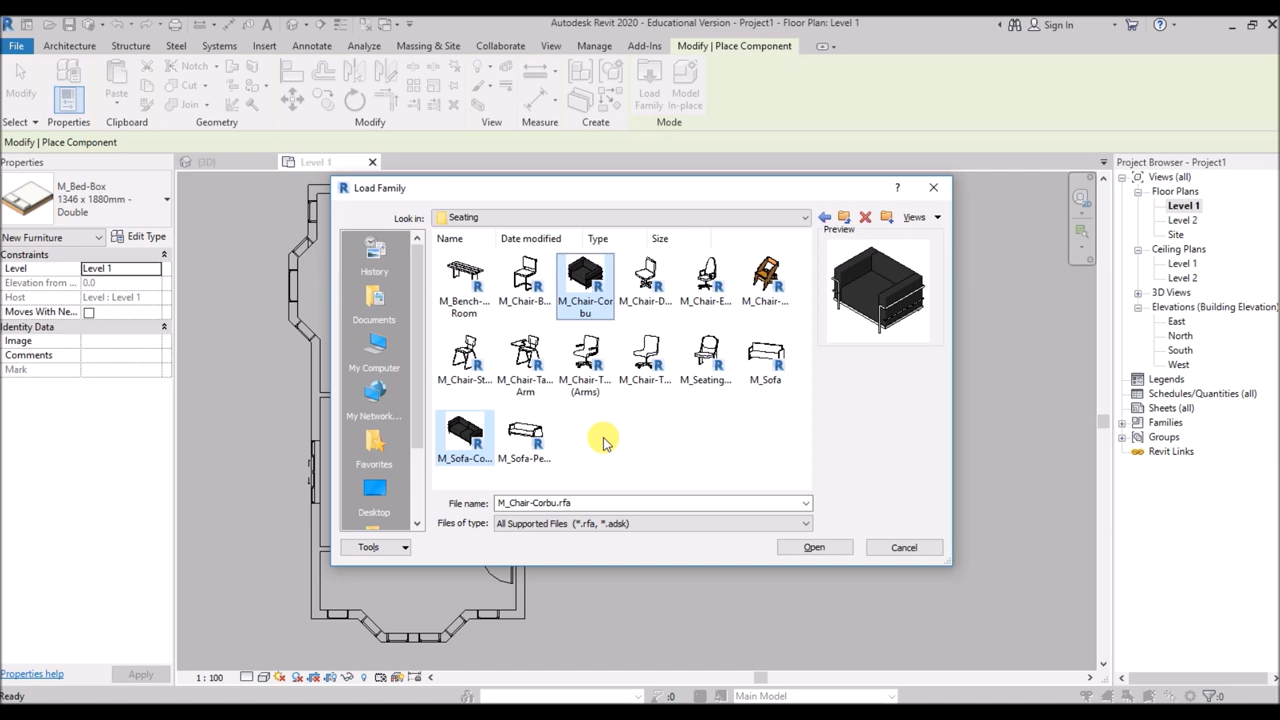 Autodesk Revit 2020 - Educational Version - Project1 - Floor Plan: Level 1
Sign In
File Architecture Structure Steel Systems Insert Annotate Analyze Massing & Site Collaborate View Manage Add-Ins Modify | Place Component
Modify
Properties
Paste
Notch
Cut
Join
Load Family
Model In-place
Select Properties Clipboard Geometry Modify View Measure Create Mode
Modify | Place Component
Properties
(3D)
Level 1
M_Bed-Box
1346 x 1880mm -
Double
New Furniture
Edit Type
Constraints
Level Level 1
Elevation from 0.0
Host Level : Level 1
Moves With Ne...
Identity Data
Image
Comments
Mark
Properties help
Apply
Load Family
Look in: Seating
Views
Name Date modified Type Size
Preview
M_Bench-... Room
M_Chair-B...
M_Chair-Cor bu
M_Chair-D...
M_Chair-E...
M_Chair-...
M_Chair-St...
M_Chair-Ta... Arm
M_Chair-T... (Arms)
M_Chair-T...
M_Seating...
M_Sofa
M_Sofa-Co...
M_Sofa-Pe...
History
Documents
My Computer
My Network...
Favorites
Desktop
File name: M_Chair-Corbu.rfa
Files of type: All Supported Files (*.rfa, *.adsk)
Tools
Open
Cancel
Project Browser - Project1
Views (all)
Floor Plans
Level 1
Level 2
Site
Ceiling Plans
Level 1
Level 2
3D Views
Elevations (Building Elevation)
East
North
South
West
Legends
Schedules/Quantities (all)
Sheets (all)
Families
Groups
Revit Links
1 : 100
Ready
:0
Main Model
:0